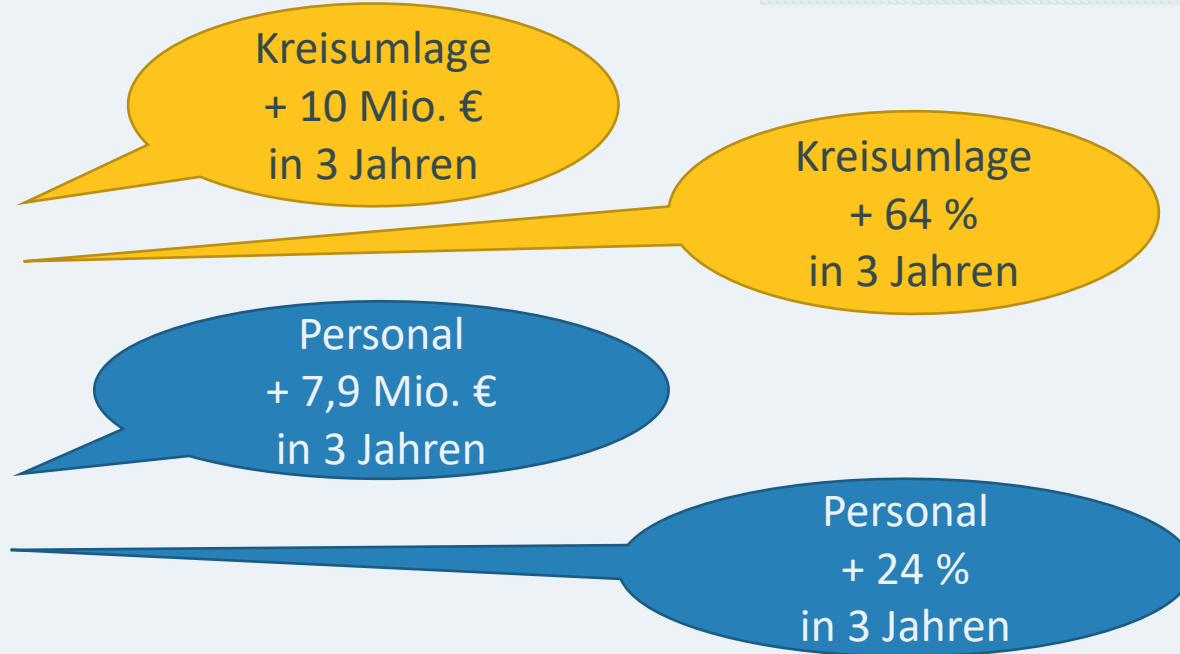 Kreisumlage
+ 10 Mio. €
in 3 Jahren
Kreisumlage
+ 64 %
in 3 Jahren
Personal
+ 7,9 Mio. €
in 3 Jahren
Personal
+ 24 %
in 3 Jahren